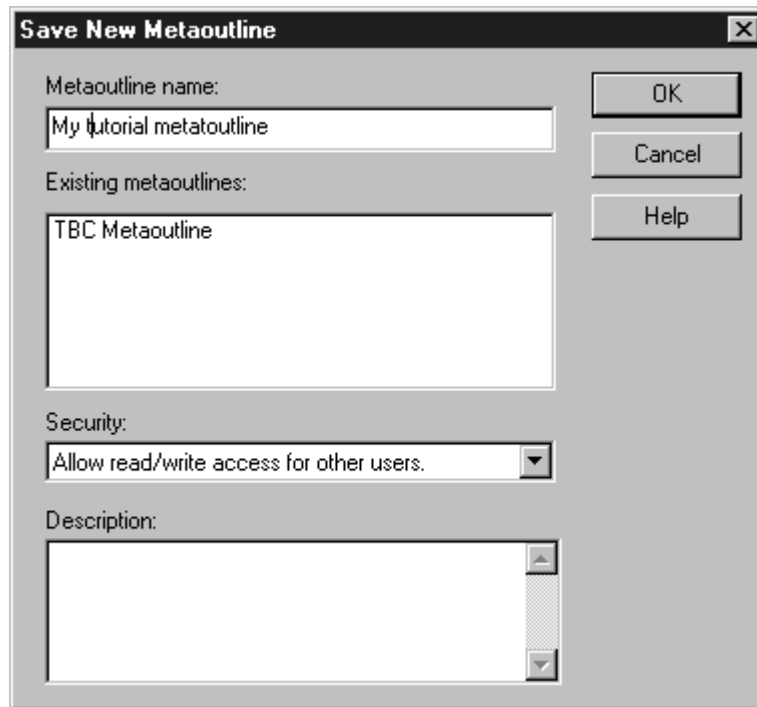 Save New Metaoutline
Metaoutline name:
OK
My tutorial metatoutline
Cancel
Existing metaoutlines:
Help
TBC Metaoutline
Security:
Allow read/write access for other users.
Description: